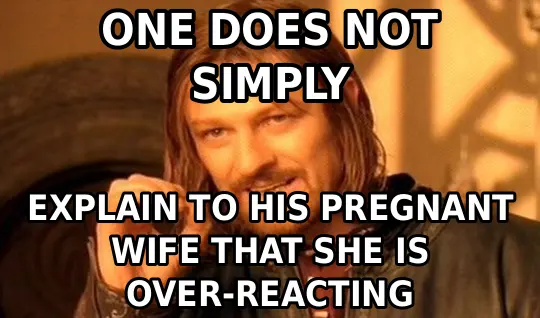 ONE DOES NOT
SIMPLY
EXPLAIN TO HIS PREGNANT
WIFE THAT SHE IS
OVER-REACTING